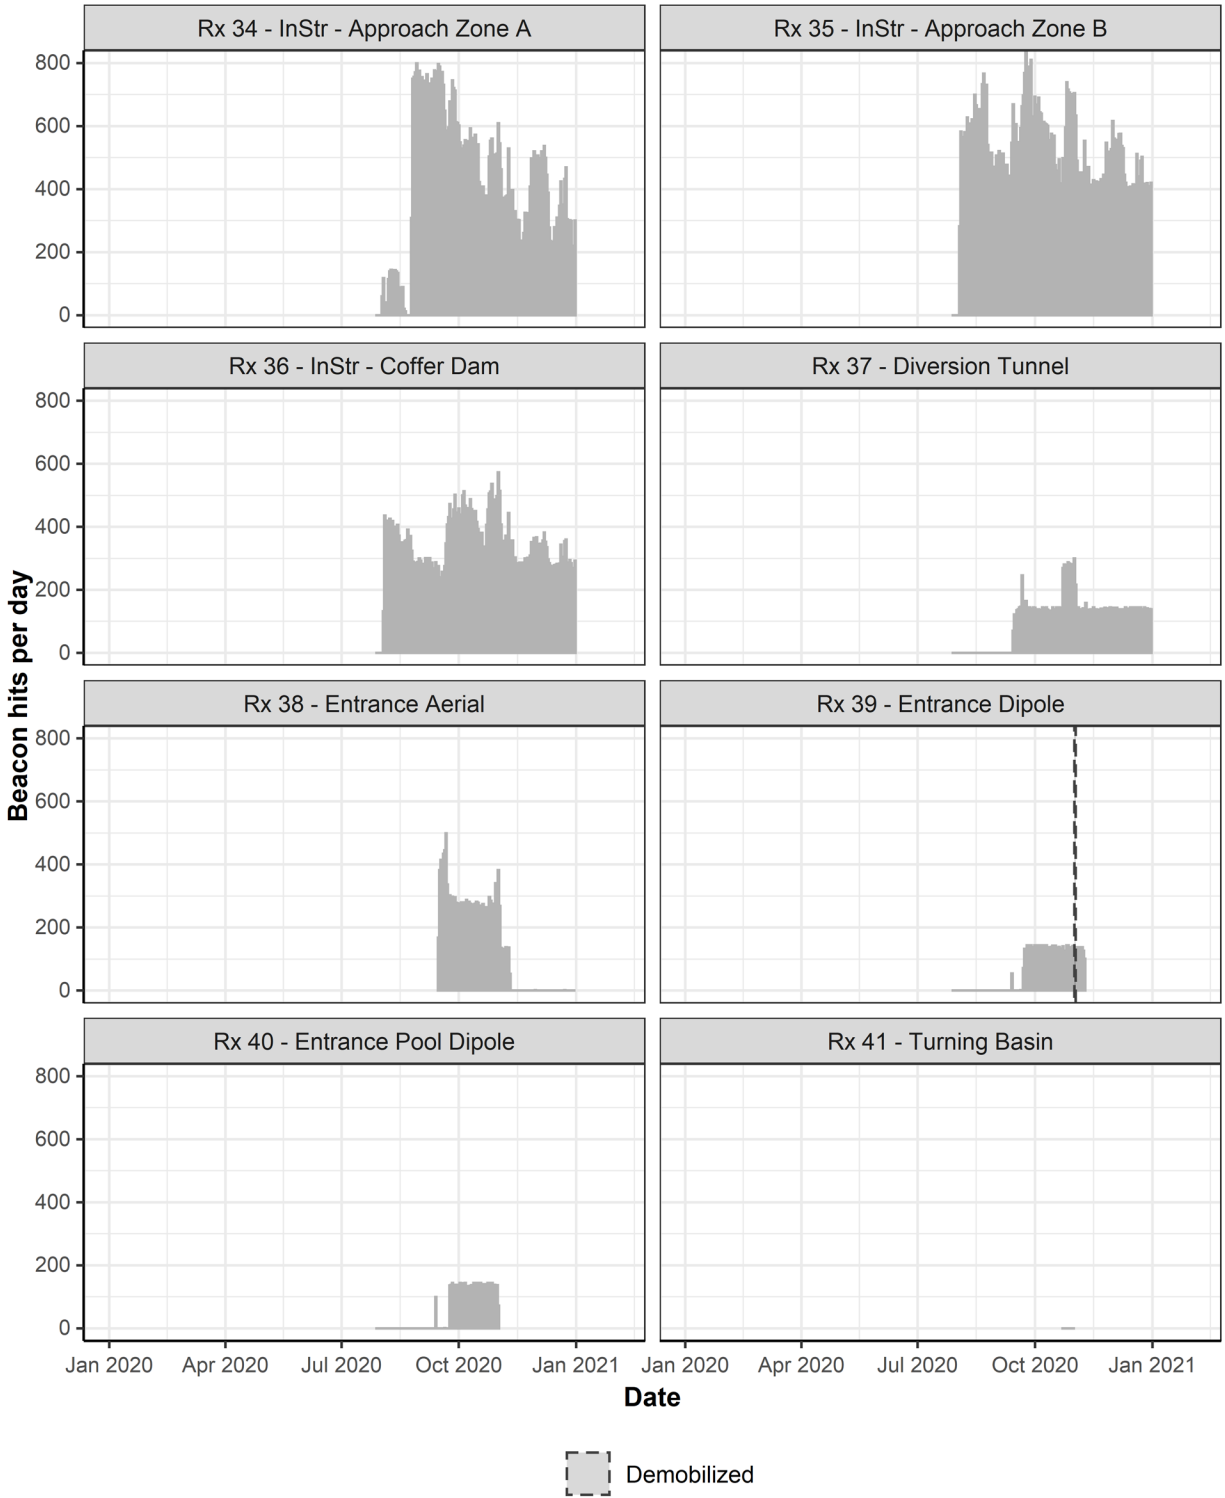 Rx 34 - InStr - Approach Zone A
Rx 35 - InStr - Approach Zone B
800
600
400
200
0
Rx 36 - InStr - Coffer Dam
Rx 37 - Diversion Tunnel
800
600
400
200
0
Beacon hits per day
Rx 38 - Entrance Aerial
Rx 39 - Entrance Dipole
800
600
400
200
0
Rx 40 - Entrance Pool Dipole
Rx 41 - Turning Basin
800
600
400
200
0
Jan 2020 Apr 2020 Jul 2020 Oct 2020 Jan 2021 Jan 2020 Apr 2020 Jul 2020 Oct 2020 Jan 2021
Date
Demobilized